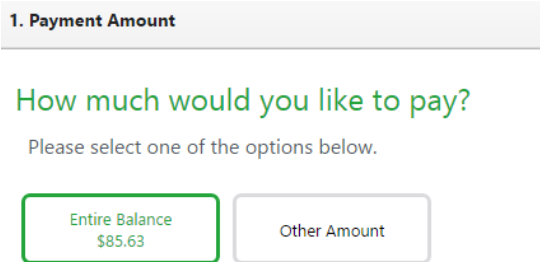 1. Payment Amount
How much would you like to pay?
Please select one of the options below.
Entire Balance
$85.63
Other Amount